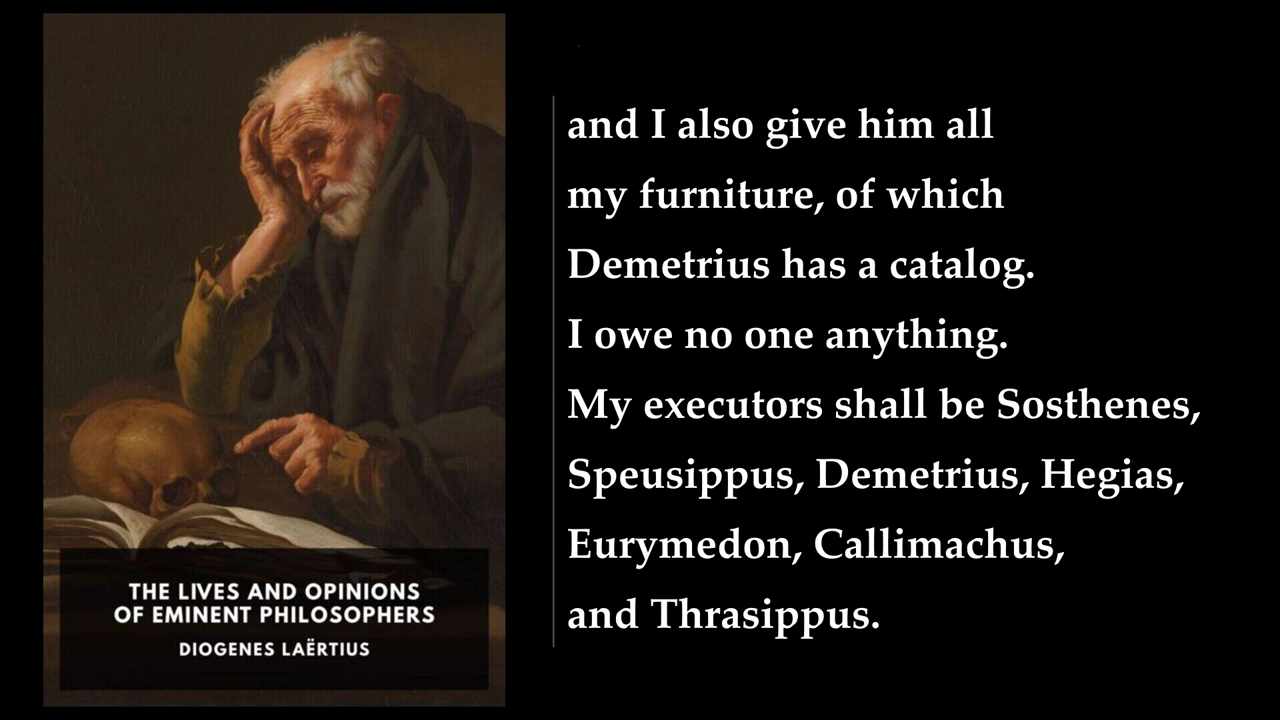 THE LIVES AND OPINIONS
OF EMINENT PHILOSOPHERS
DIOGENES LAËRTIUS
and I also give him all
my furniture, of which
Demetrius has a catalog.
I owe no one anything.
My executors shall be Sosthenes,
Speusippus, Demetrius, Hegias,
Eurymedon, Callimachus,
and Thrasippus.